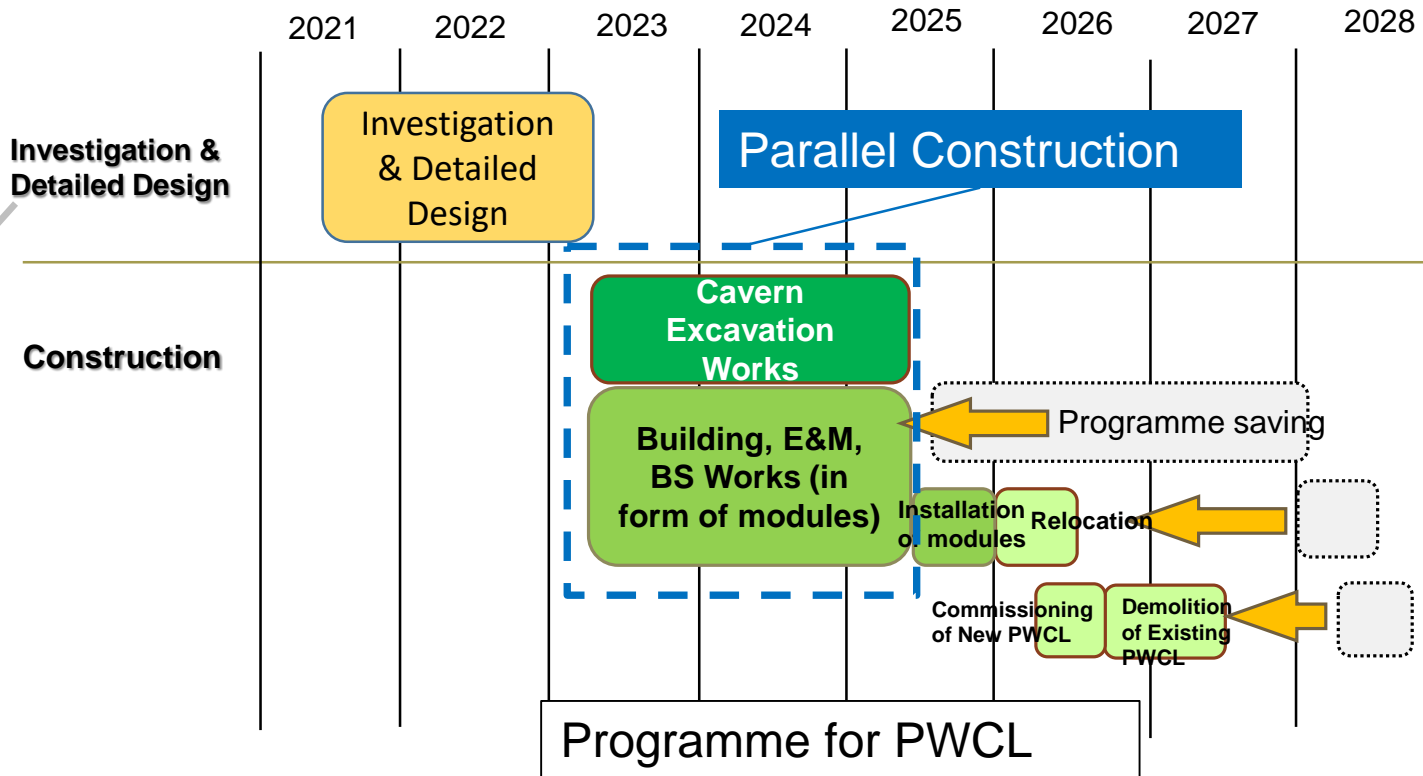 2021 2022 2023 2024 2025 2026 2027 2028
Investigation &
Detailed Design
Investigation
& Detailed
Design
Parallel Construction
Construction
Cavern
Excavation
Works
Building, E&M,
BS Works (in
form of modules)
Programme saving
Installation
of modules
Relocation
Commissioning
of New PWCL
Demolition
of Existing
PWCL
Programme for PWCL